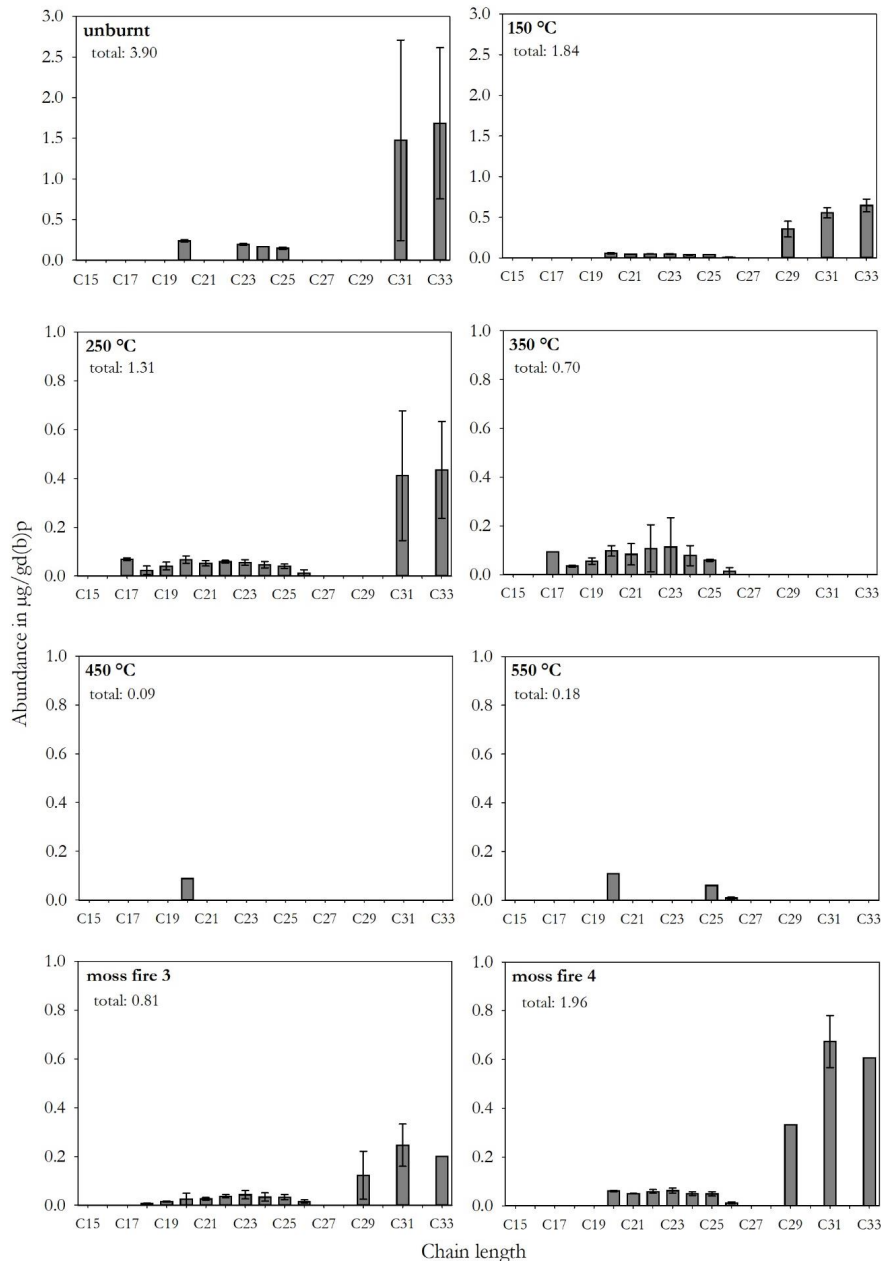 unburnt
total: 3.90
3.0
2.5
2.0
1.5
1.0
0.5
0.0
C15 C17 C19 C21 C23 C25 C27 C29 C31 C33
150 °C
total: 1.84
3.0
2.5
2.0
1.5
1.0
0.5
0.0
C15 C17 C19 C21 C23 C25 C27 C29 C31 C33
250 °C
total: 1.31
1.0
0.8
0.6
0.4
0.2
0.0
C15 C17 C19 C21 C23 C25 C27 C29 C31 C33
350 °C
total: 0.70
1.0
0.8
0.6
0.4
0.2
0.0
C15 C17 C19 C21 C23 C25 C27 C29 C31 C33
Abundance in µg/gd(b)p
450 °C
total: 0.09
1.0
0.8
0.6
0.4
0.2
0.0
C15 C17 C19 C21 C23 C25 C27 C29 C31 C33
550 °C
total: 0.18
1.0
0.8
0.6
0.4
0.2
0.0
C15 C17 C19 C21 C23 C25 C27 C29 C31 C33
moss fire 3
total: 0.81
1.0
0.8
0.6
0.4
0.2
0.0
C15 C17 C19 C21 C23 C25 C27 C29 C31 C33
moss fire 4
total: 1.96
1.0
0.8
0.6
0.4
0.2
0.0
C15 C17 C19 C21 C23 C25 C27 C29 C31 C33
Chain length